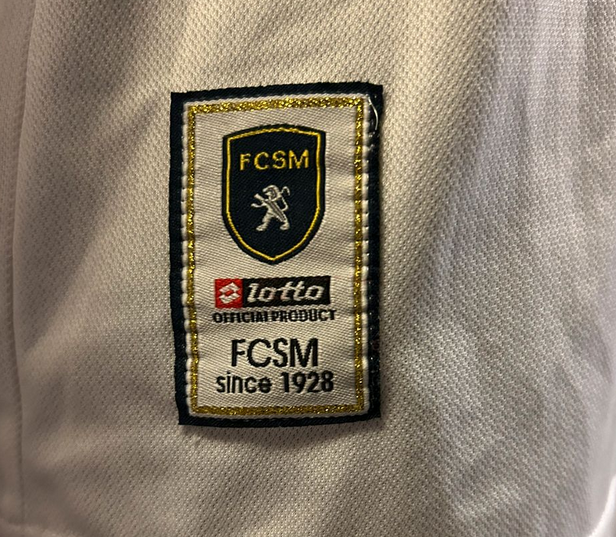 FCSM
lotto
OFFICIAL PRODUCT
FCSM
since 1928